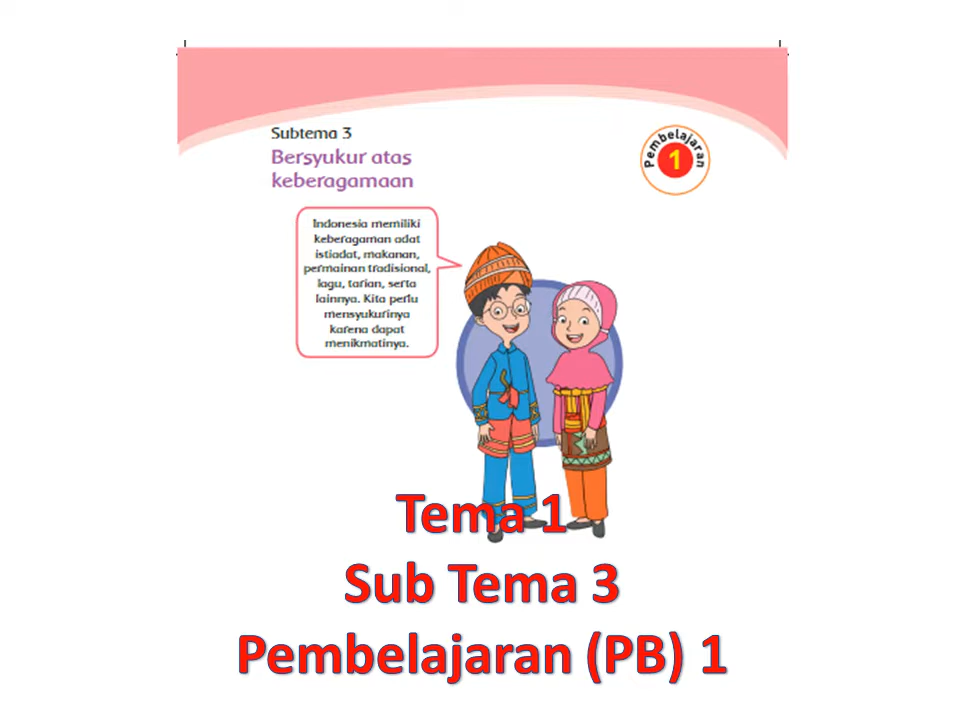 Subtema 3
Bersyukur atas
keberagamaan
Pembelajaran
1
Indonesia memiliki
keberagaman adat
istiadat, makanan,
permainan tradisional,
lagu, tarian, serta
lainnya. Kita perlu
mensyukurinya
karena dapat
menikmatinya.
Tema 1
Sub Tema 3
Pembelajaran (PB) 1